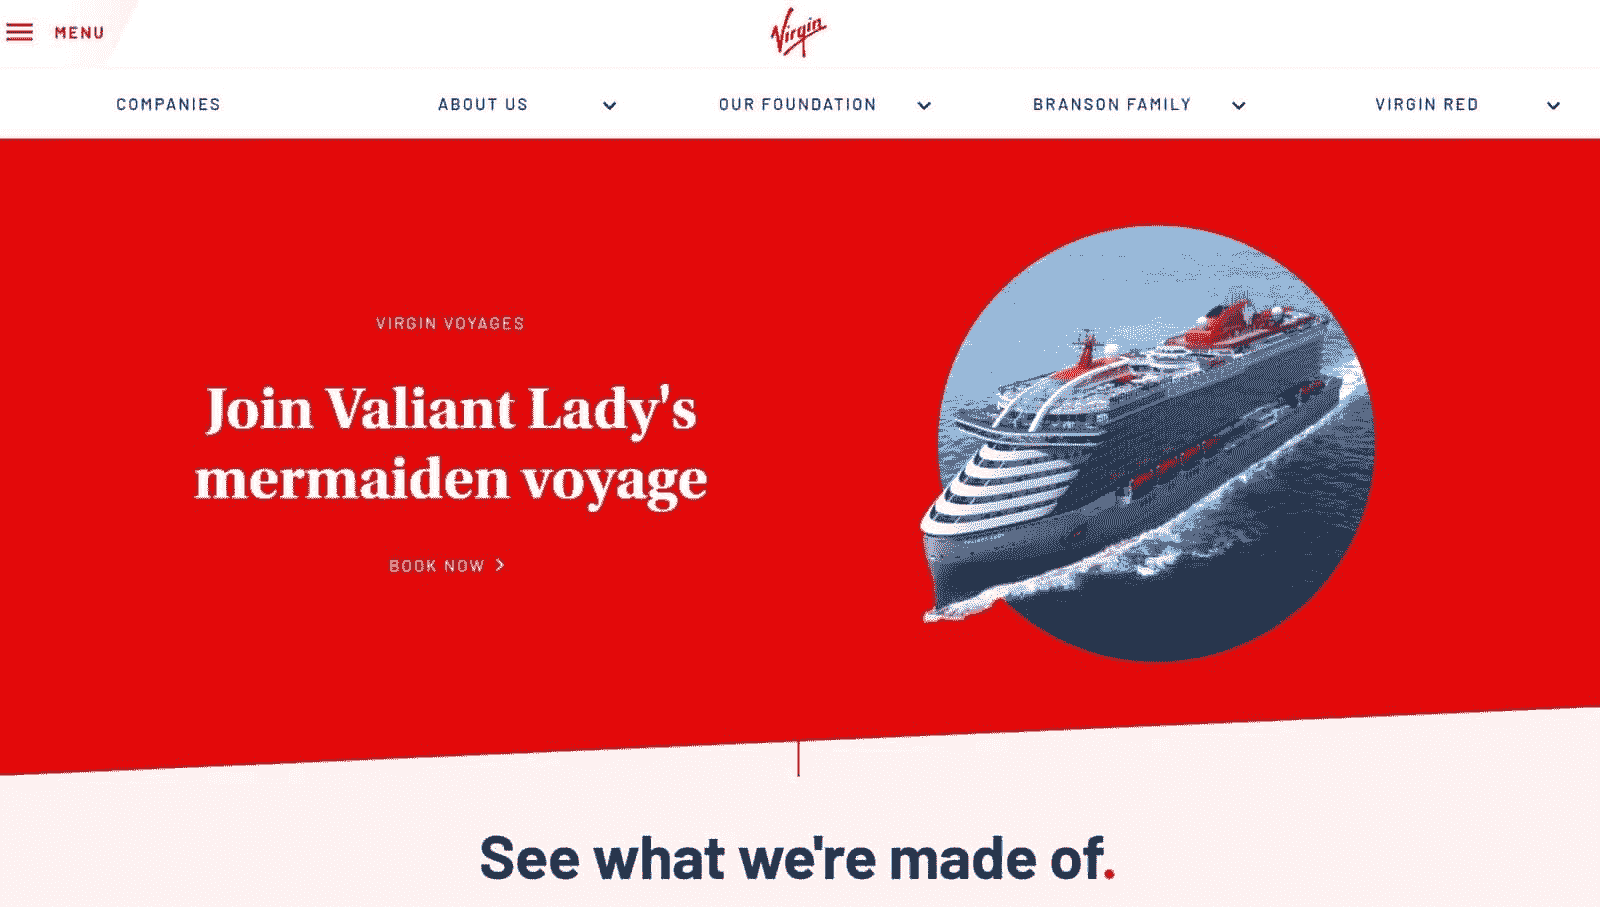 MENU
Virgin
COMPANIES
ABOUT US
OUR FOUNDATION
BRANSON FAMILY
VIRGIN RED
VIRGIN VOYAGES
Join Valiant Lady's
mermaiden voyage
BOOK NOW
See what we're made of.